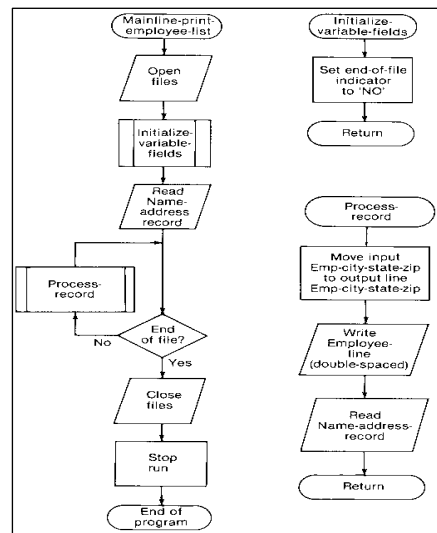 Mainline-print-
employee-list
Open
files
Initialize-
variable-
fields
Read
Name-
address
record
Process-
record
No
End
of file?
Yes
Close
files
Stop
run
End of
program
Initialize-
variable-fields
Set end-of-file
indicator
to 'NO'
Return
Process-
record
Move input
Emp-city-state-zip
to output line
Emp-city-state-zip
Write
Employee-
line
(double-spaced)
Read
Name-address-
record
Return